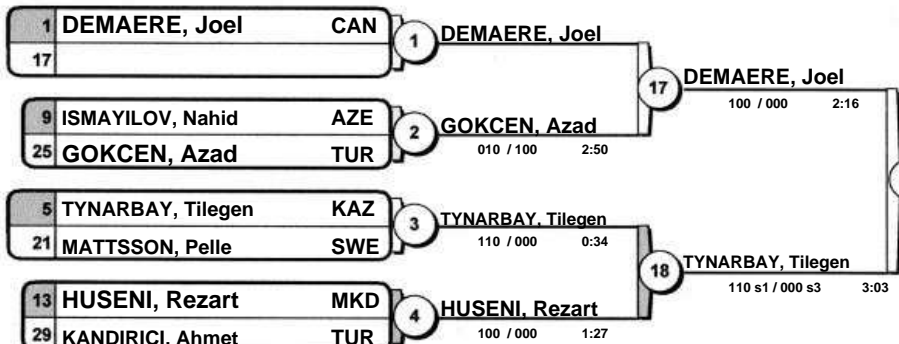 1 DEMAERE, Joel CAN
17
1
DEMAERE, Joel
9 ISMAYILOV, Nahid AZE
25 GOKCEN, Azad TUR
2
GOKCEN, Azad
010 / 100 2:50
17
DEMAERE, Joel
100 / 000 2:16
5 TYNARBAY, Tilegen KAZ
21 MATTSSON, Pelle SWE
3
TYNARBAY, Tilegen
110 / 000 0:34
13 HUSENI, Rezart MKD
29 KANDIRICI, Ahmet TUR
4
HUSENI, Rezart
100 / 000 1:27
18
TYNARBAY, Tilegen
110 s1 / 000 s3 3:03